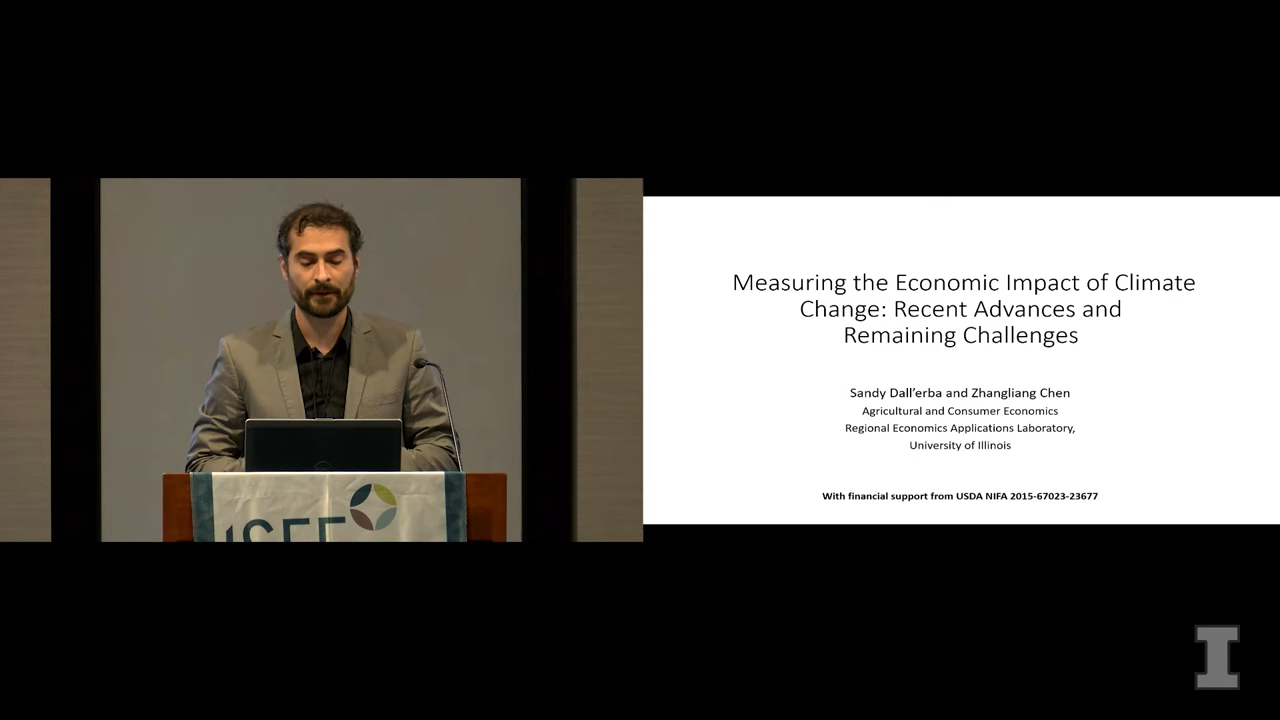 Measuring the Economic Impact of Climate
Change: Recent Advances and
Remaining Challenges
Sandy Dall'erba and Zhangliang Chen
Agricultural and Consumer Economics
Regional Economics Applications Laboratory,
University of Illinois
With financial support from USDA NIFA 2015-67023-23677
ISEE
I